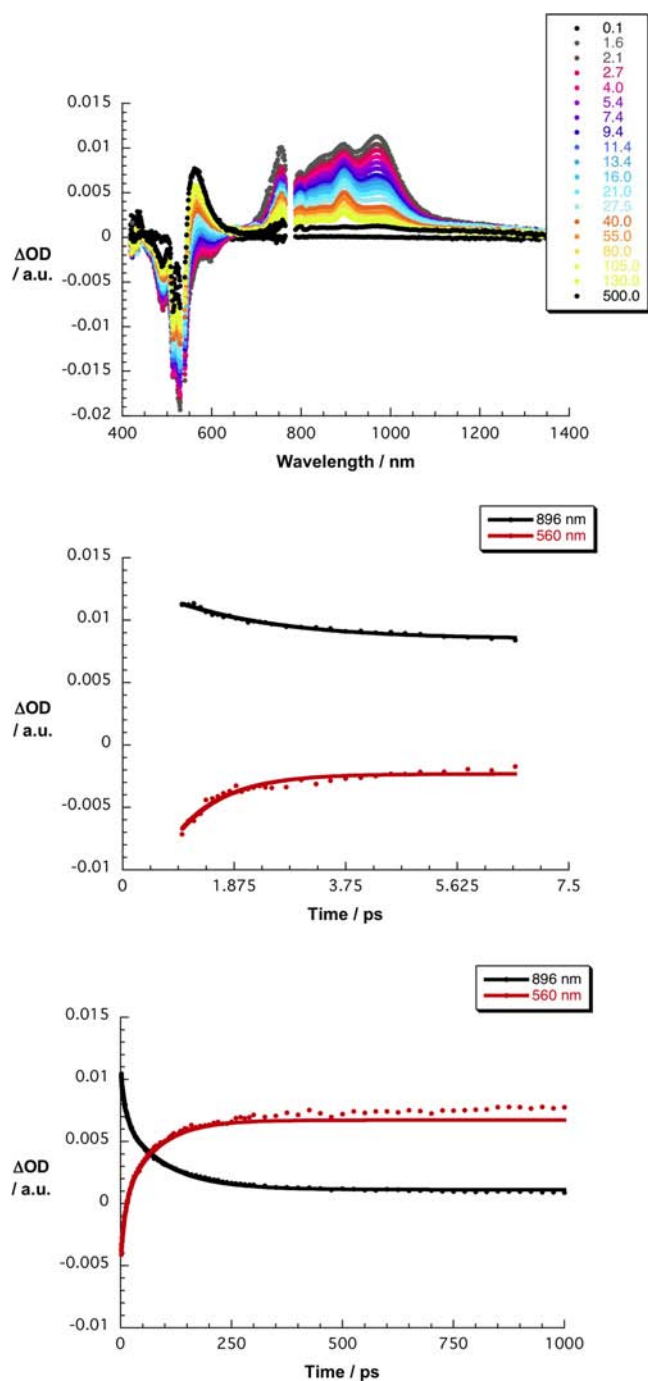 0.1
1.6
2.1
2.7
4.0
5.4
7.4
9.4
11.4
13.4
16.0
21.0
27.5
40.0
55.0
80.0
105.0
130.0
500.0
0.015
0.01
0.005
0
-0.005
-0.01
-0.015
-0.02
ΔOD
/ a.u.
400 600 800 1000 1200 1400
Wavelength / nm
896 nm
560 nm
0.015
0.01
0.005
0
-0.005
-0.01
ΔOD
/ a.u.
0 1.875 3.75 5.625 7.5
Time / ps
896 nm
560 nm
0.015
0.01
0.005
0
-0.005
-0.01
ΔOD
/ a.u.
0 250 500 750 1000
Time / ps